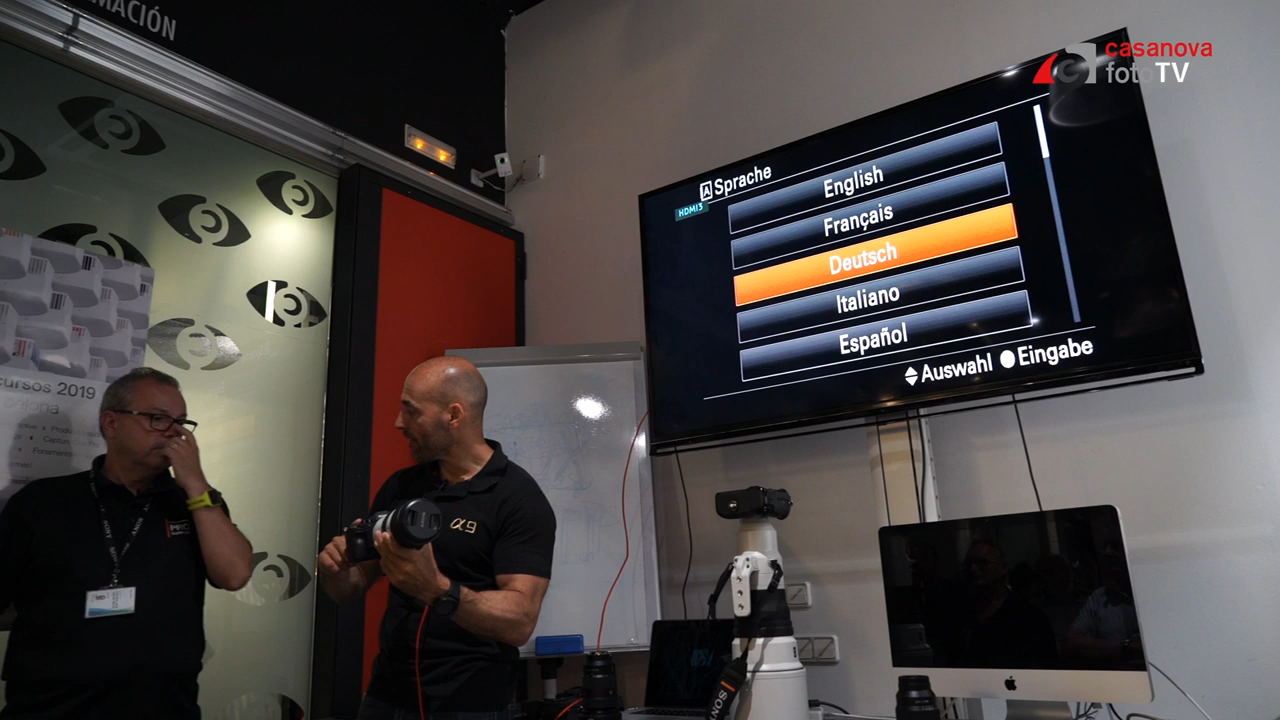 MACIÓN
casanova
fotoTV
Sprache
HDMI3
English
Français
Deutsch
Italiano
Español
Auswahl Eingabe
cursos 2019
α9
SONY